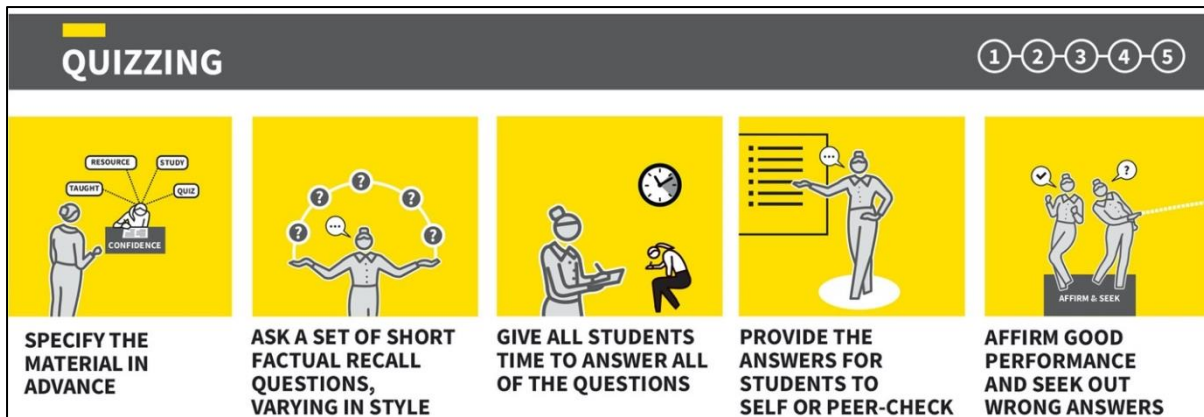 QUIZZING
1 2 3 4 5
RESOURCE
STUDY
TAUGHT
QUIZ
CONFIDENCE
SPECIFY THE
MATERIAL IN
ADVANCE
? ? ? ? ?
...
ASK A SET OF SHORT
FACTUAL RECALL
QUESTIONS,
VARYING IN STYLE
GIVE ALL STUDENTS
TIME TO ANSWER ALL
OF THE QUESTIONS
...
PROVIDE THE
ANSWERS FOR
STUDENTS TO
SELF OR PEER-CHECK
?
AFFIRM & SEEK
AFFIRM GOOD
PERFORMANCE
AND SEEK OUT
WRONG ANSWERS